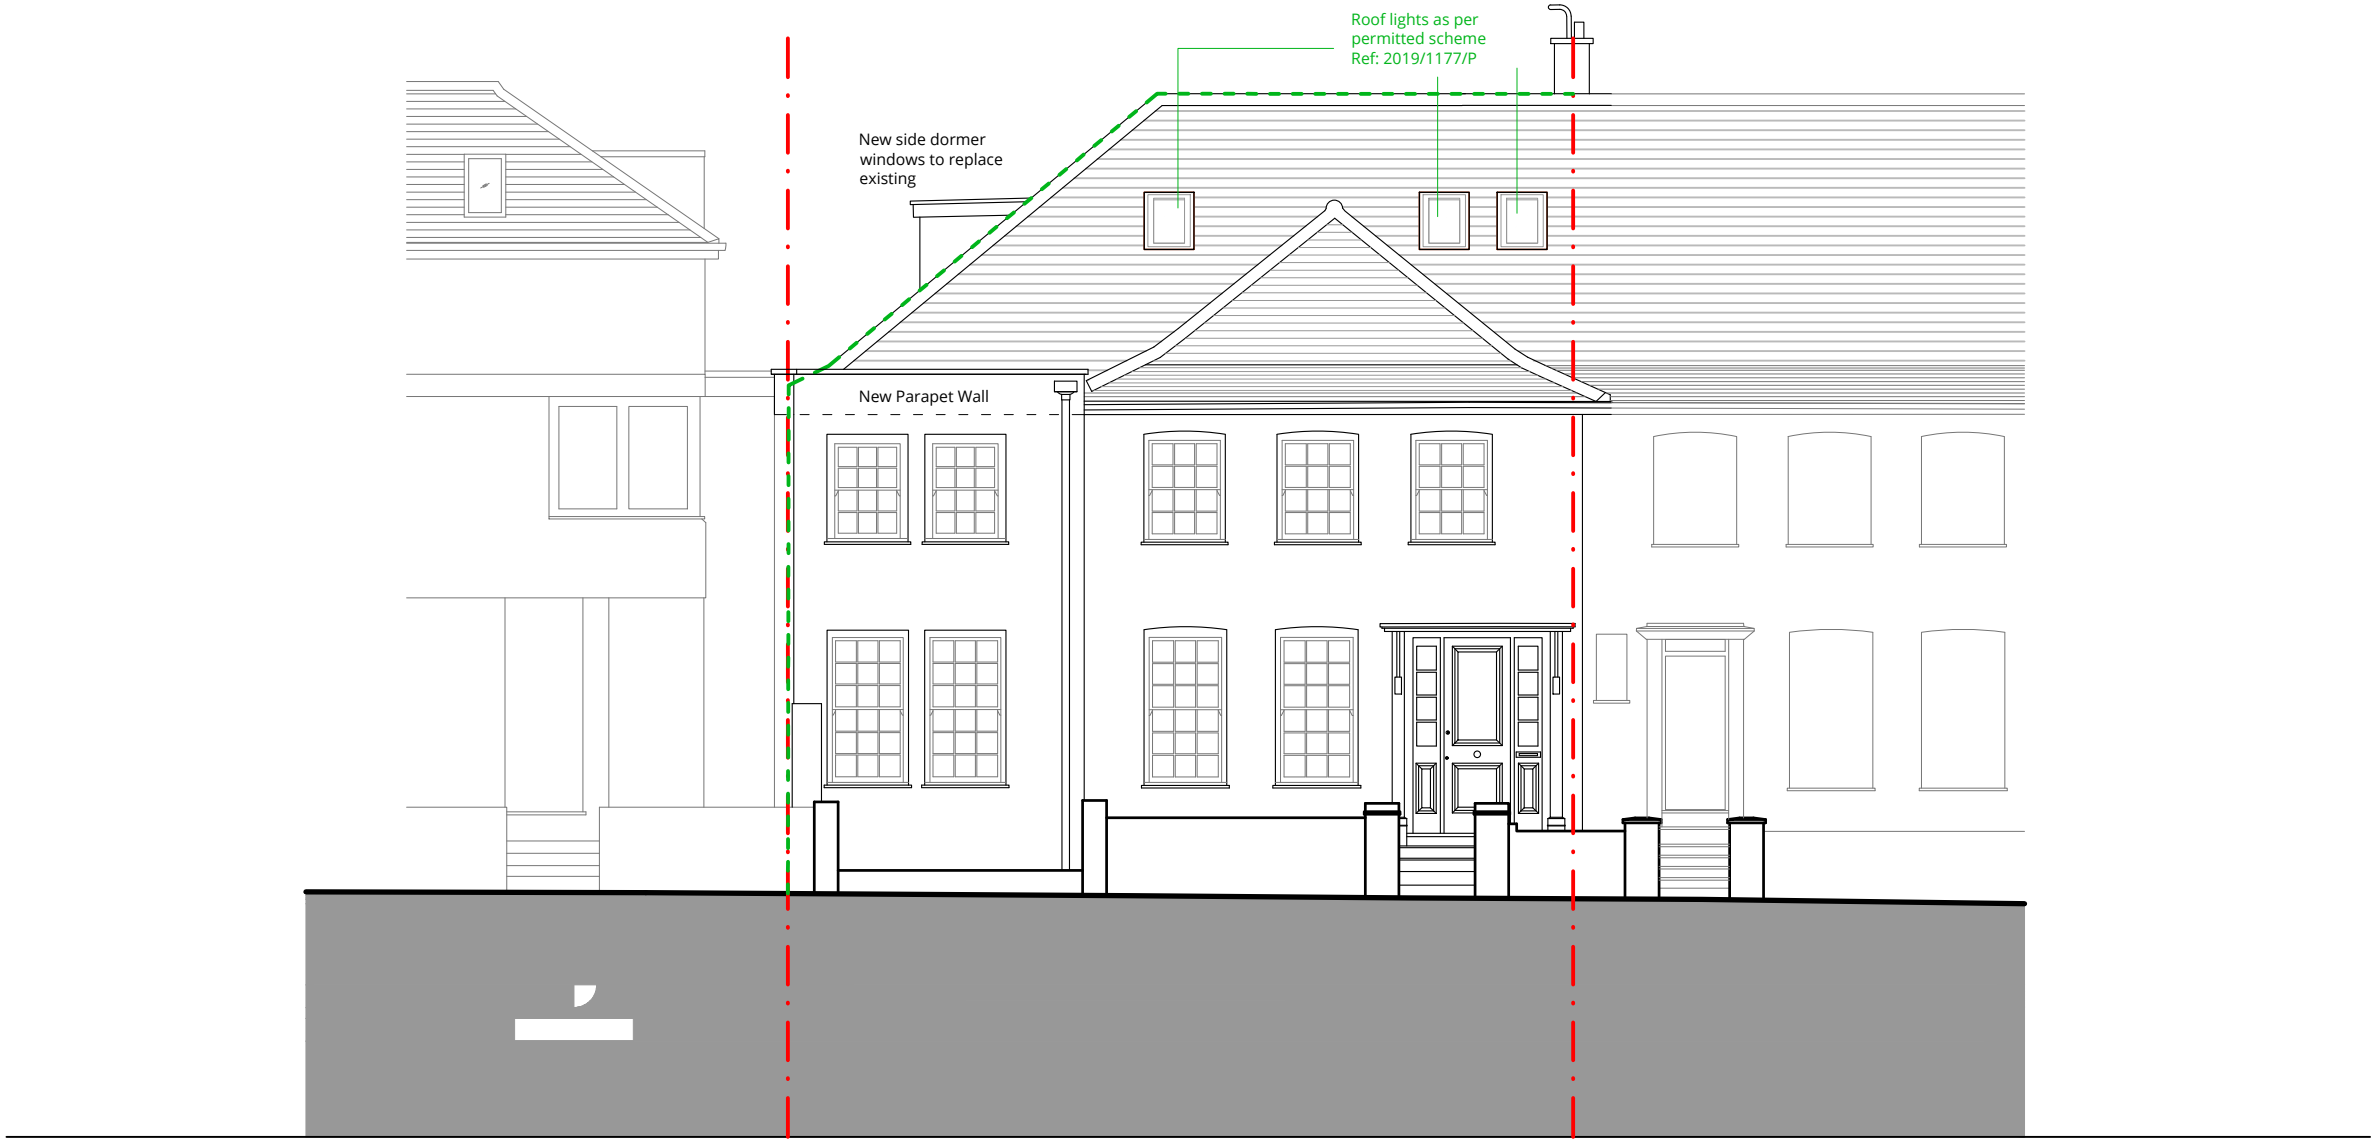 Roof lights as per
permitted scheme
Ref: 2019/1177/P
New side dormer
windows to replace
existing
New Parapet Wall